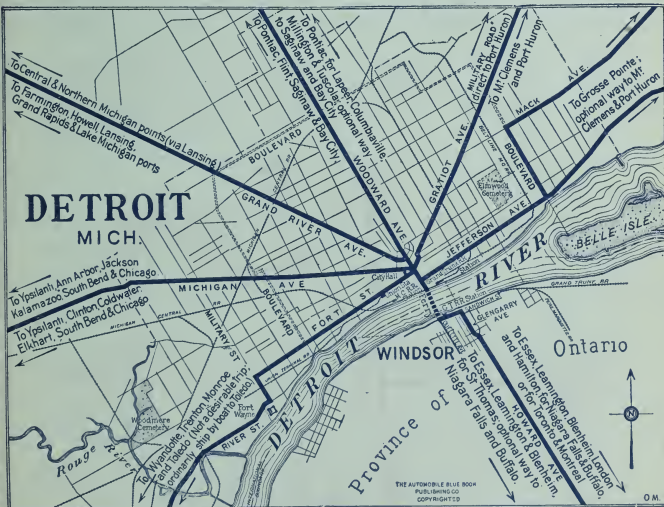 To Central & Northern Michigan points (via Lansing)
To Farmington, Howell, Lansing,
Grand Rapids & Lake Michigan ports
To Pontiac, Flint, Saginaw & Bay City
To Pontiac for Lapeer, Columbiaville,
Millington & Tuscola; optional way
to Saginaw and Bay City
"MILITARY ROAD"
(direct to Port Huron)
To Mt Clemens
and Port Huron
To Grosse Pointe;
optional way to Mt.
Clemens & Port Huron
MACK AVE.
BOULEVARD
BOULEVARD
WOODWARD AVE.
GRATIOT AVE.
Elmwood
Cemetery
GRAND RIVER AVE.
JEFFERSON AVE.
BELLE ISLE
DETROIT
MICH.
To Ypsilanti, Ann Arbor, Jackson
Kalamazoo, South Bend & Chicago
To Ypsilanti, Clinton, Coldwater
Elkhart, South Bend & Chicago
MICHIGAN AVE
MICHIGAN CENTRAL RR
MILITARY ST
BOULEVARD
FORT ST
City Hall
Station
GRAND TRUNK RR
SANDWICH ST
GLENGARRY
AVE
DETROIT RIVER
WINDSOR
Ontario
Province of
Woodmere
Cemetery
Rouge River
Fort
Wayne
RIVER ST.
UNION TERMINAL RY
To Wyandotte, Trenton, Monroe
and Toledo (Not a desirable trip;
ordinarily ship by boat to Toledo)
To Essex, Leamington, Blenheim, London
and Hamilton for Niagara Falls & Buffalo,
or for Toronto & Montreal
HOWARD AVE
To Essex, Leamington & Blenheim,
for St Thomas; optional way to
Niagara Falls and Buffalo.
N
THE AUTOMOBILE BLUE BOOK
PUBLISHING CO
COPYRIGHTED
O.M.